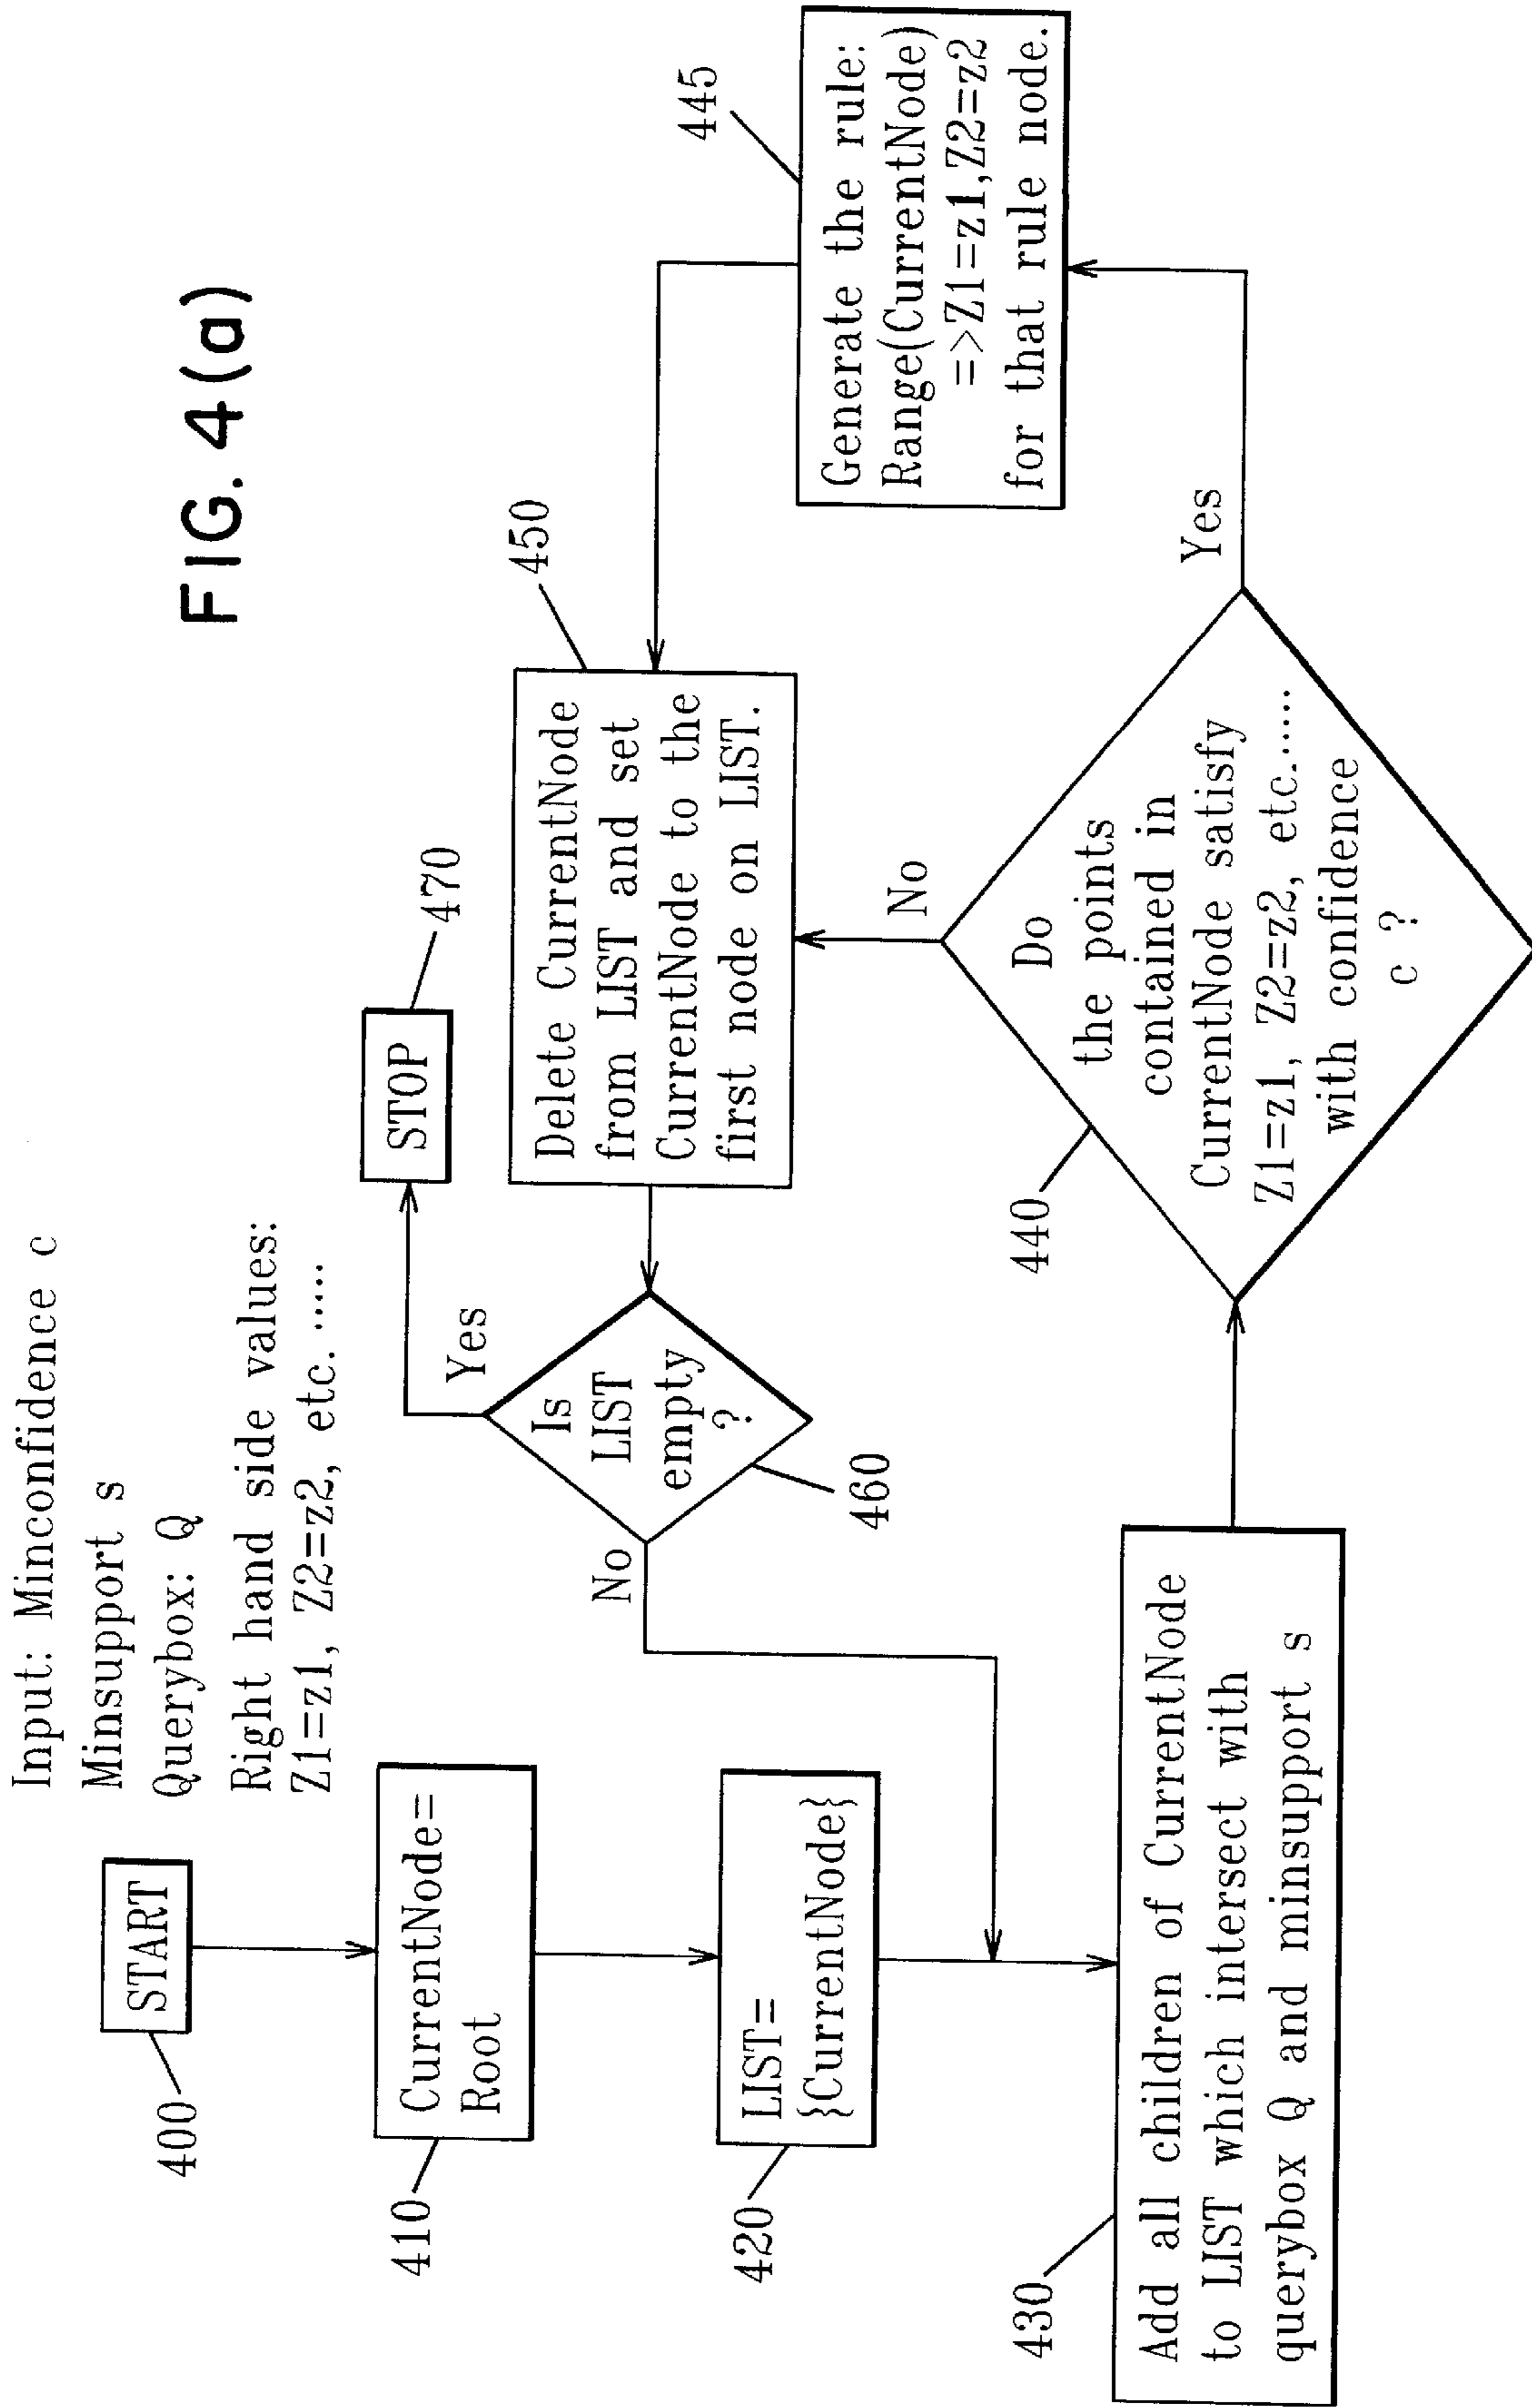 FIG. 4(a)
Input: Minconfidence c
Minsupport s
Querybox: Q
Right hand side values:
Z1=z1, Z2=z2, etc. .....
START
400
CurrentNode=
Root
410
LIST=
{CurrentNode}
420
Add all children of CurrentNode
to LIST which intersect with
querybox Q and minsupport s
430
Do
the points
contained in
CurrentNode satisfy
Z1=z1, Z2=z2, etc......
with confidence
c ?
440
Yes
No
Generate the rule:
Range(CurrentNode)
=>Z1=z1,Z2=z2
for that rule node.
445
Delete CurrentNode
from LIST and set
CurrentNode to the
first node on LIST.
450
Is
LIST
empty
?
460
Yes
No
STOP
470